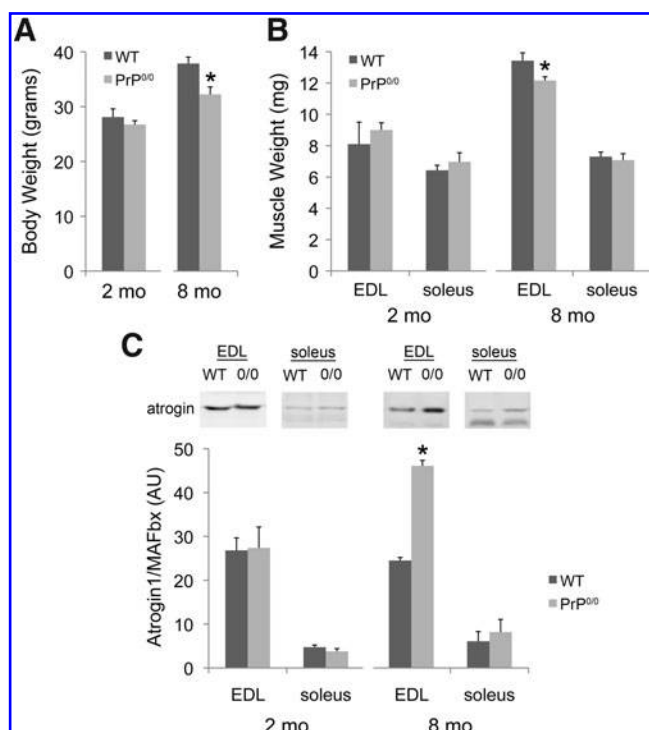 A
Body Weight (grams)
40
30
20
10
0
WT
PrP0/0
*
2 mo
8 mo
B
Muscle Weight (mg)
14
12
10
8
6
4
2
0
WT
PrP0/0
*
EDL
soleus
EDL
soleus
2 mo
8 mo
C
EDL
soleus
EDL
soleus
WT 0/0
WT 0/0
WT 0/0
WT 0/0
atrogin
Atrogin1/MAFbx (AU)
50
40
30
20
10
0
*
WT
PrP0/0
EDL
soleus
EDL
soleus
2 mo
8 mo